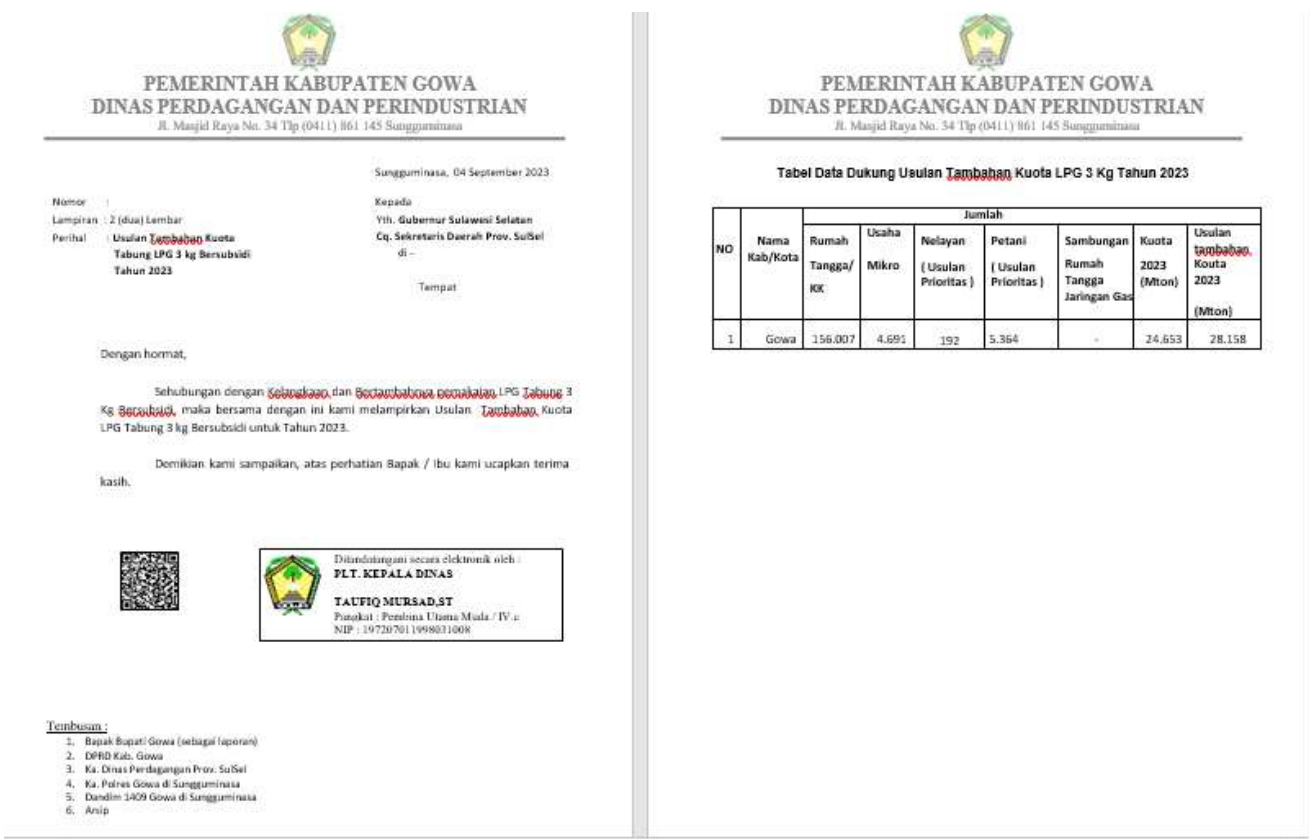 PEMERINTAH KABUPATEN GOWA
DINAS PERDAGANGAN DAN PERINDUSTRIAN
Jl. Masjid Raya No. 34 Tlp (0411) 861 145 Sungguminasa
Sungguminasa, 04 September 2023
Nomor :
Lampiran : 2 (dua) Lembar
Perihal : Usulan Tambahan Kuota
Tabung LPG 3 kg Bersubsidi
Tahun 2023
Kepada
Yth. Gubernur Sulawesi Selatan
Cq. Sekretaris Daerah Prov. SulSel
di –
Tempat
Dengan hormat,
Sehubungan dengan Kelangkaan dan Bertambahnya pemakaian LPG Tabung 3
Kg Bersubsidi, maka bersama dengan ini kami melampirkan Usulan Tambahan Kuota
LPG Tabung 3 kg Bersubsidi untuk Tahun 2023.
Demikian kami sampaikan, atas perhatian Bapak / Ibu kami ucapkan terima
kasih.
Ditandatangani secara elektronik oleh :
PLT. KEPALA DINAS
TAUFIQ MURSAD,ST
Pangkat : Pembina Utama Muda / IV.c
NIP : 197207011998031008
Tembusan :
1. Bapak Bupati Gowa (sebagai laporan)
2. DPRD Kab. Gowa
3. Ka. Dinas Perdagangan Prov. SulSel
4. Ka. Polres Gowa di Sungguminasa
5. Dandim 1409 Gowa di Sungguminasa
6. Arsip
PEMERINTAH KABUPATEN GOWA
DINAS PERDAGANGAN DAN PERINDUSTRIAN
Jl. Masjid Raya No. 34 Tlp (0411) 861 145 Sungguminasa
Tabel Data Dukung Usulan Tambahan Kuota LPG 3 Kg Tahun 2023
NO
Nama
Kab/Kota
Jumlah
Rumah
Tangga/
KK
Usaha
Mikro
Nelayan
( Usulan
Prioritas )
Petani
( Usulan
Prioritas )
Sambungan
Rumah
Tangga
Jaringan Gas
Kuota
2023
(Mton)
Usulan
tambahan
Kouta
2023
(Mton)
1 Gowa 156.007 4.691 192 5.364 - 24.653 28.158